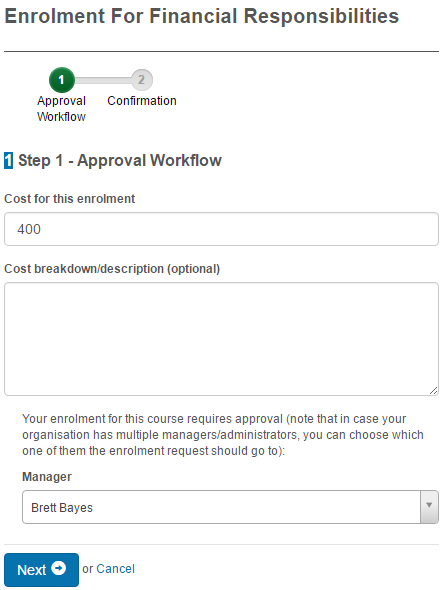 Enrolment For Financial Responsibilities
1 2
Approval Confirmation
Workflow
1 Step 1 - Approval Workflow
Cost for this enrolment
400
Cost breakdown/description (optional)
Your enrolment for this course requires approval (note that in case your
organisation has multiple managers/administrators, you can choose which
one of them the enrolment request should go to):
Manager
Brett Bayes
Next or Cancel